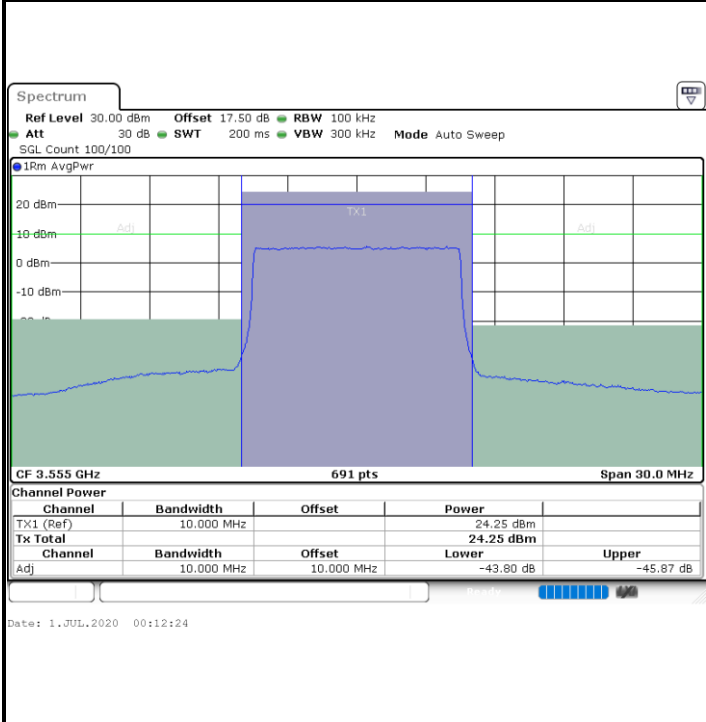 Spectrum
Ref Level 30.00 dBm Offset 17.50 dB RBW 100 kHz
Att 30 dB SWT 200 ms VBW 300 kHz Mode Auto Sweep
SGL Count 100/100
1Rm AvgPwr
20 dBm
TX1
Adj
Adj
10 dBm
0 dBm
-10 dBm
CF 3.555 GHz 691 pts Span 30.0 MHz
Channel Power
Channel Bandwidth Offset Power
TX1 (Ref) 10.000 MHz 24.25 dBm
Tx Total 24.25 dBm
Channel Bandwidth Offset Lower Upper
Adj 10.000 MHz 10.000 MHz -43.80 dB -45.87 dB
Ready
Date: 1.JUL.2020 00:12:24